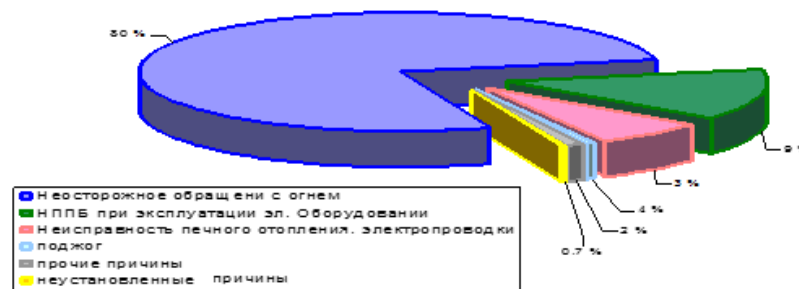 80 %
9 %
3 %
4 %
2 %
0.7 %
Неосторожное обращени с огнем
НППБ при эксплуатации эл. Оборудовании
Неисправность печного отопления. электропроводки
поджог
прочие причины
неустановленные причины